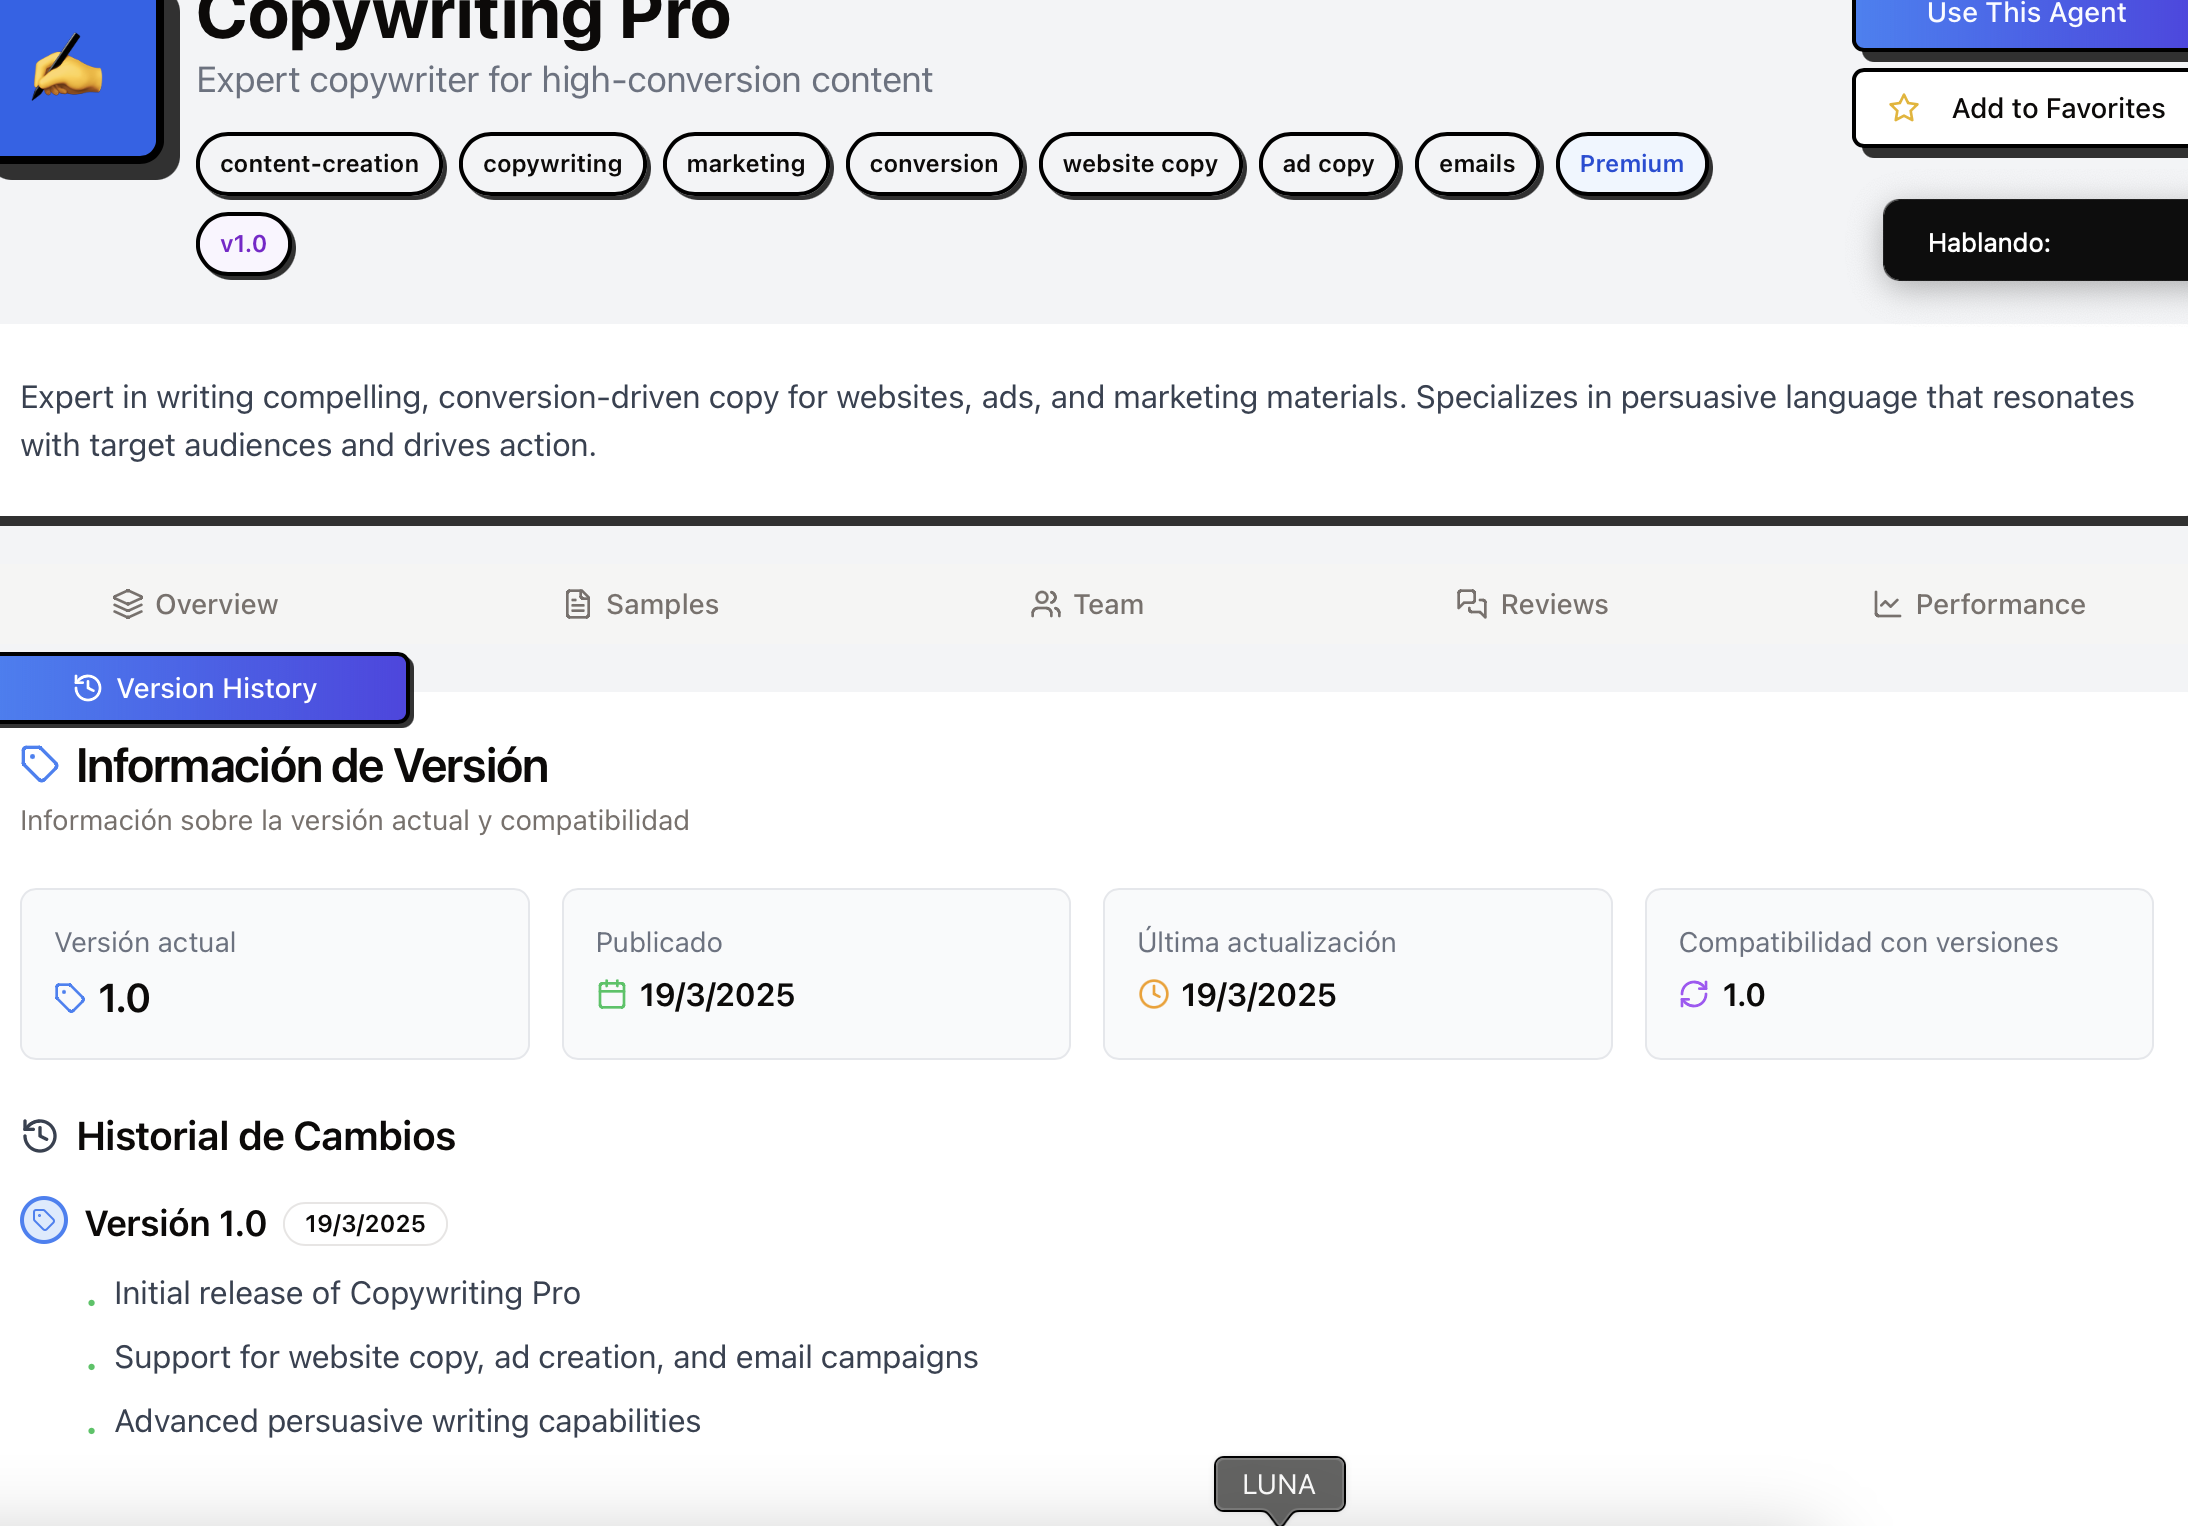 Copywriting Pro
Expert copywriter for high-conversion content
content-creation
copywriting
marketing
conversion
website copy
ad copy
emails
Premium
v1.0
Use This Agent
Add to Favorites
Hablando:
Expert in writing compelling, conversion-driven copy for websites, ads, and marketing materials. Specializes in persuasive language that resonates
with target audiences and drives action.
Overview
Samples
Team
Reviews
Performance
Version History
Información de Versión
Información sobre la versión actual y compatibilidad
Versión actual
1.0
Publicado
19/3/2025
Última actualización
19/3/2025
Compatibilidad con versiones
1.0
Historial de Cambios
Versión 1.0
19/3/2025
Initial release of Copywriting Pro
Support for website copy, ad creation, and email campaigns
Advanced persuasive writing capabilities
LUNA